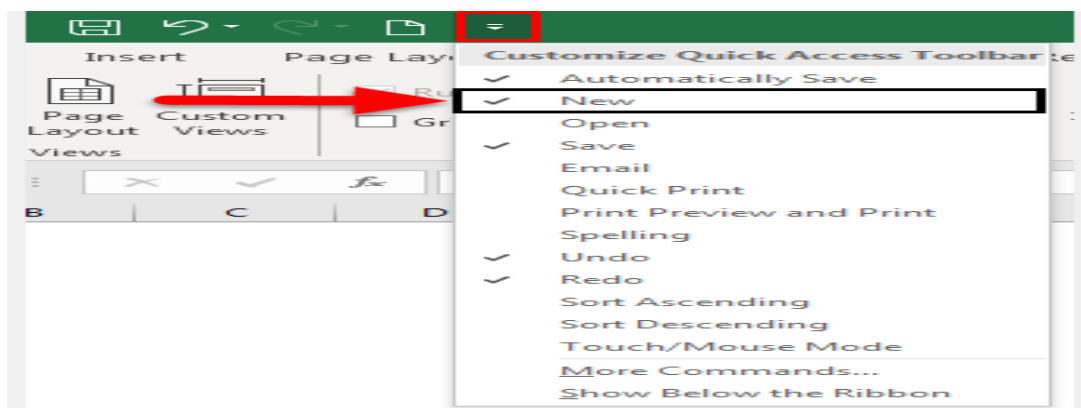 Insert Page Lay
Page Layout
Custom Views
Ru
Gr
Views
fx
B C D
Customize Quick Access Toolbar
Automatically Save
New
Open
Save
Email
Quick Print
Print Preview and Print
Spelling
Undo
Redo
Sort Ascending
Sort Descending
Touch/Mouse Mode
More Commands...
Show Below the Ribbon